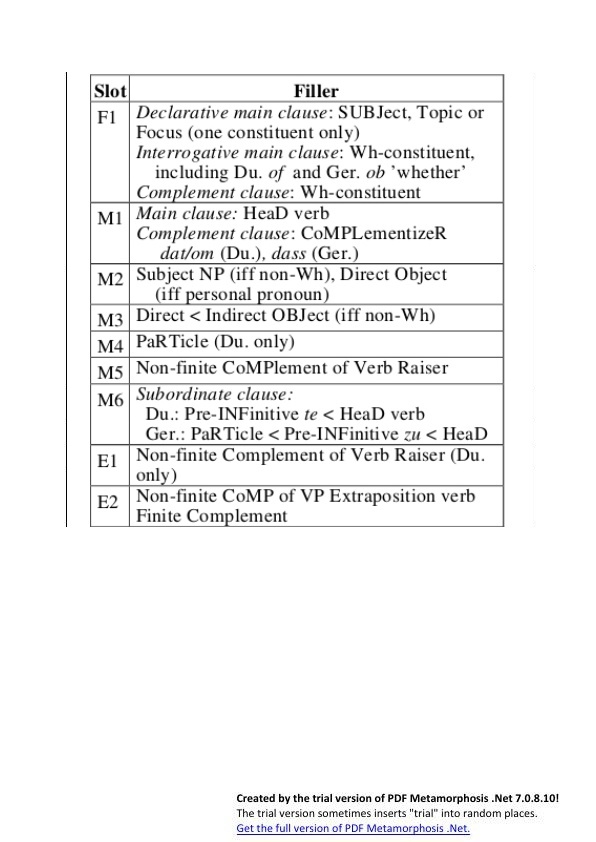 Slot Filler
F1 Declarative main clause: SUBJect, Topic or
Focus (one constituent only)
Interrogative main clause: Wh-constituent,
including Du. of and Ger. ob 'whether'
Complement clause: Wh-constituent
M1 Main clause: HeaD verb
Complement clause: CoMPLementizeR
dat/om (Du.), dass (Ger.)
M2 Subject NP (iff non-Wh), Direct Object
(iff personal pronoun)
M3 Direct < Indirect OBJect (iff non-Wh)
M4 PaRTicle (Du. only)
M5 Non-finite CoMPlement of Verb Raiser
M6 Subordinate clause:
Du.: Pre-INFinitive te < HeaD verb
Ger.: PaRTicle < Pre-INFinitive zu < HeaD
E1 Non-finite Complement of Verb Raiser (Du.
only)
E2 Non-finite CoMP of VP Extraposition verb
Finite Complement
Created by the trial version of PDF Metamorphosis .Net 7.0.8.10!
The trial version sometimes inserts "trial" into random places.
Get the full version of PDF Metamorphosis .Net.